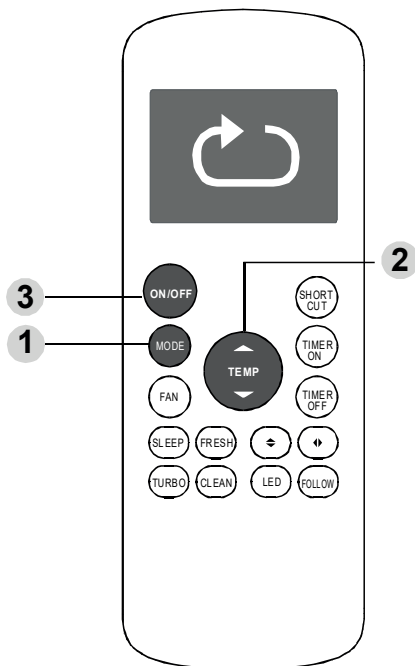 2
3
ON/OFF
SHORT
CUT
1
MODE
TEMP
TIMER
ON
FAN
TIMER
OFF
SLEEP
FRESH
TURBO
CLEAN
LED
FOLLOW